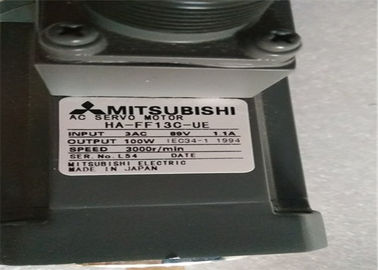 MITSUBISHI
AC SERVO MOTOR
HA-FF13C-UE
INPUT 3AC 89V 1.1A
OUTPUT 100W IEC34-1 1994
SPEED 3000r/min
SER.No. L54 DATE
MITSUBISHI ELECTRIC
MADE IN JAPAN